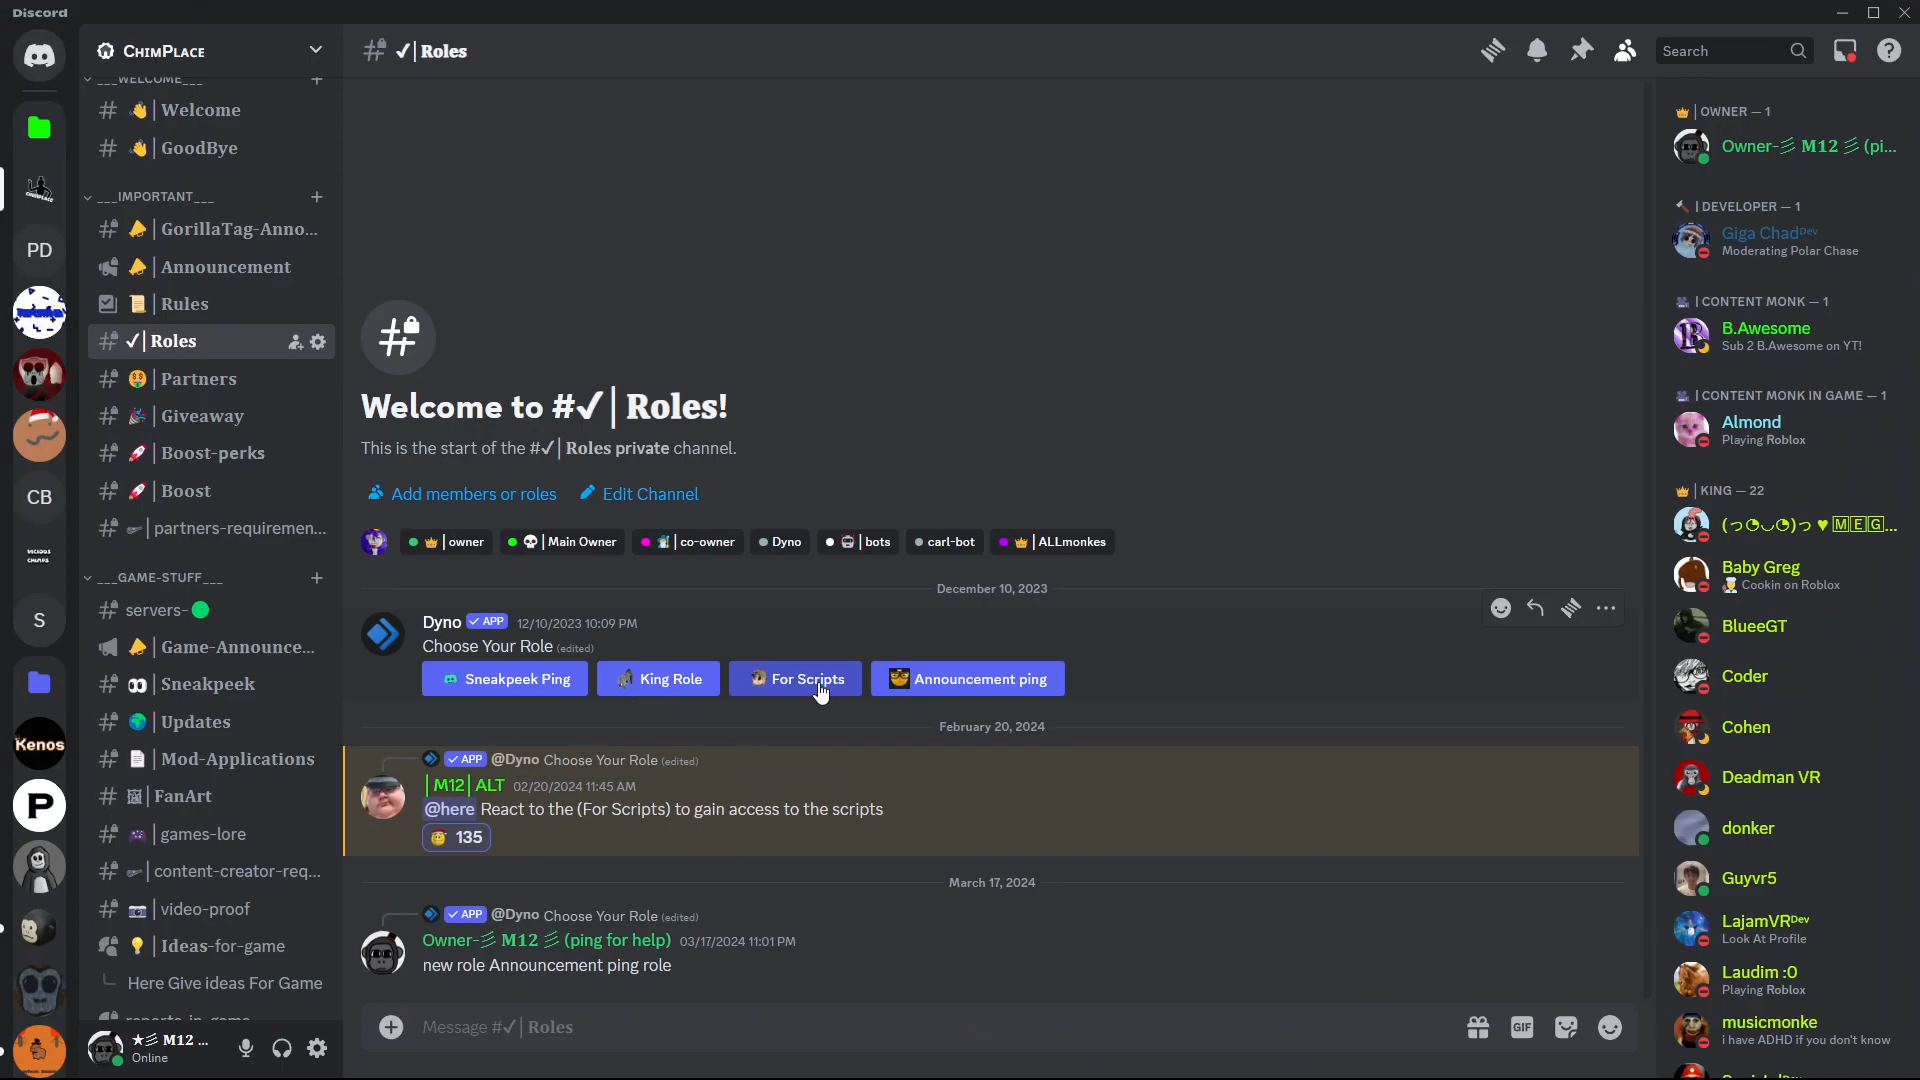 Discord
PD
CB
S
Kenos
P
ChimPlace
___WELCOME___
👋|Welcome
👋|GoodBye
___IMPORTANT___
📣|GorillaTag-Anno...
📣|Announcement
📜|Rules
✓|Roles
🤑|Partners
🎉|Giveaway
🚀|Boost-perks
🚀|Boost
|partners-requiremen...
___GAME-STUFF___
servers-🟢
📣|Game-Announce...
👀|Sneakpeek
🌍|Updates
📄|Mod-Applications
🖼|FanArt
🎮|games-lore
|content-creator-req...
📷|video-proof
💡|Ideas-for-game
Here Give ideas For Game
★彡 M12 ...
Online
✓|Roles
Search
Welcome to #✓|Roles!
This is the start of the #✓|Roles private channel.
Add members or roles
Edit Channel
👑|owner
💀|Main Owner
|co-owner
Dyno
🤖|bots
carl-bot
👑|ALLmonkes
December 10, 2023
Dyno ✓ APP 12/10/2023 10:09 PM
Choose Your Role (edited)
Sneakpeek Ping
King Role
For Scripts
Announcement ping
February 20, 2024
✓ APP @Dyno Choose Your Role (edited)
|M12|ALT 02/20/2024 11:45 AM
@here React to the (For Scripts) to gain access to the scripts
135
March 17, 2024
✓ APP @Dyno Choose Your Role (edited)
Owner-彡 M12 彡 (ping for help) 03/17/2024 11:01 PM
new role Announcement ping role
Message #✓|Roles
GIF
👑|OWNER — 1
Owner-彡 M12 彡 (pi...
🔨|DEVELOPER — 1
Giga Chadᴰᵉᵛ
Moderating Polar Chase
|CONTENT MONK — 1
B.Awesome
Sub 2 B.Awesome on YT!
|CONTENT MONK IN GAME — 1
Almond
Playing Roblox
👑|KING — 22
(っ◔◡◔)っ ♥ 🄼🄴🄶...
Baby Greg
Cookin on Roblox
BlueeGT
Coder
Cohen
Deadman VR
donker
Guyvr5
LajamVRᴰᵉᵛ
Look At Profile
Laudim :0
Playing Roblox
musicmonke
i have ADHD if you don't know